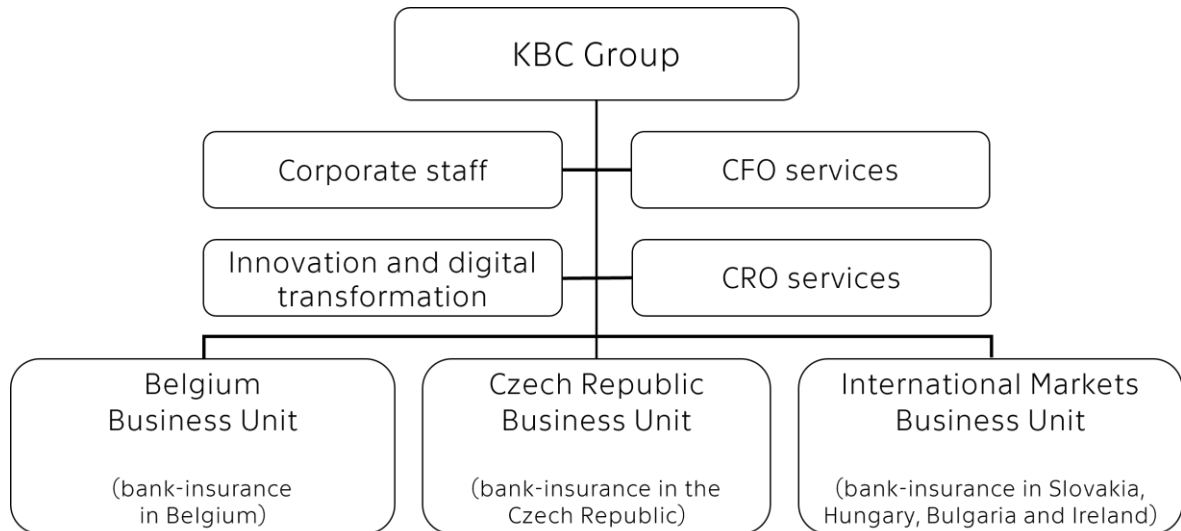 KBC Group
Corporate staff
CFO services
Innovation and digital
transformation
CRO services
Belgium
Business Unit
(bank-insurance
in Belgium)
Czech Republic
Business Unit
(bank-insurance in the
Czech Republic)
International Markets
Business Unit
(bank-insurance in Slovakia,
Hungary, Bulgaria and Ireland)